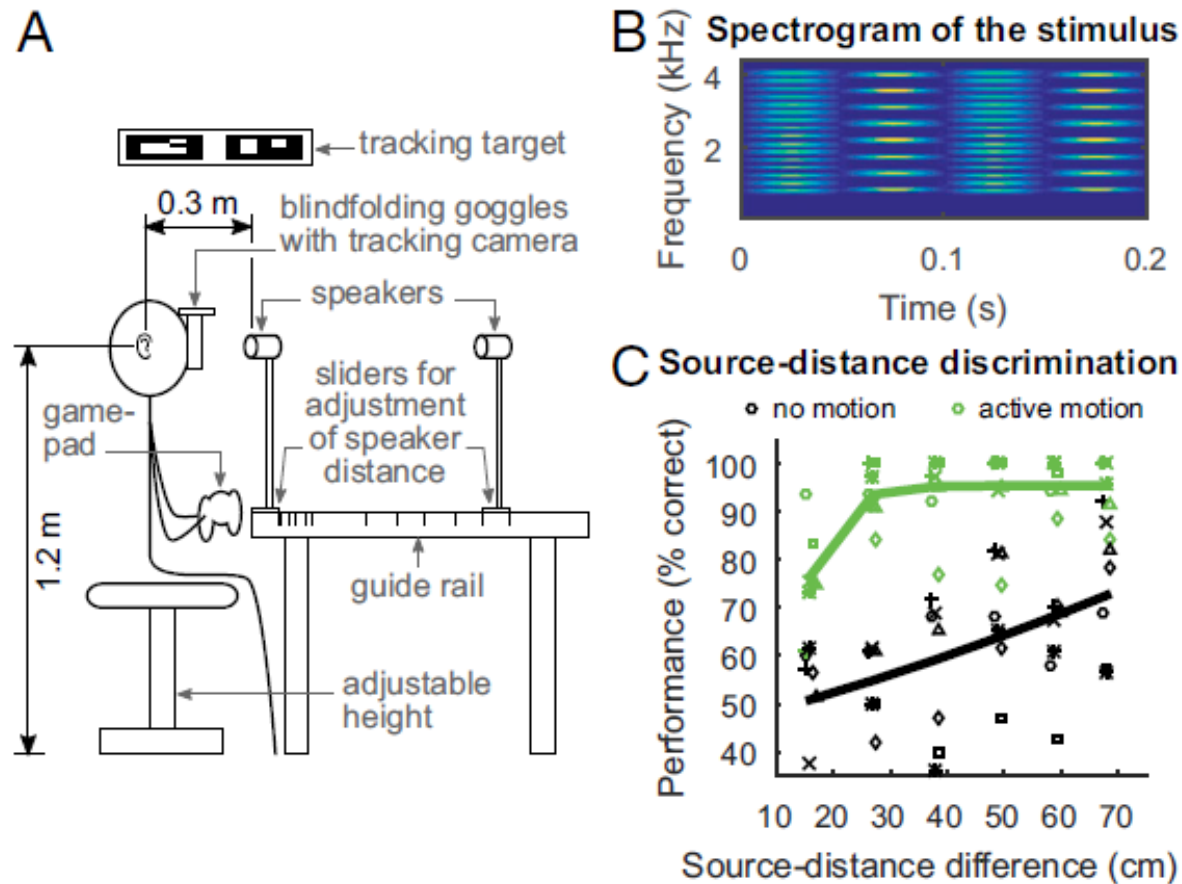 A
tracking target
0.3 m
blindfolding goggles
with tracking camera
speakers
sliders for
adjustment
of speaker
distance
game-
pad
1.2 m
guide rail
adjustable
height
B Spectrogram of the stimulus
Frequency (kHz)
4
2
0 0.1 0.2
Time (s)
C Source-distance discrimination
no motion active motion
Performance (% correct)
100
90
80
70
60
50
40
10 20 30 40 50 60 70
Source-distance difference (cm)